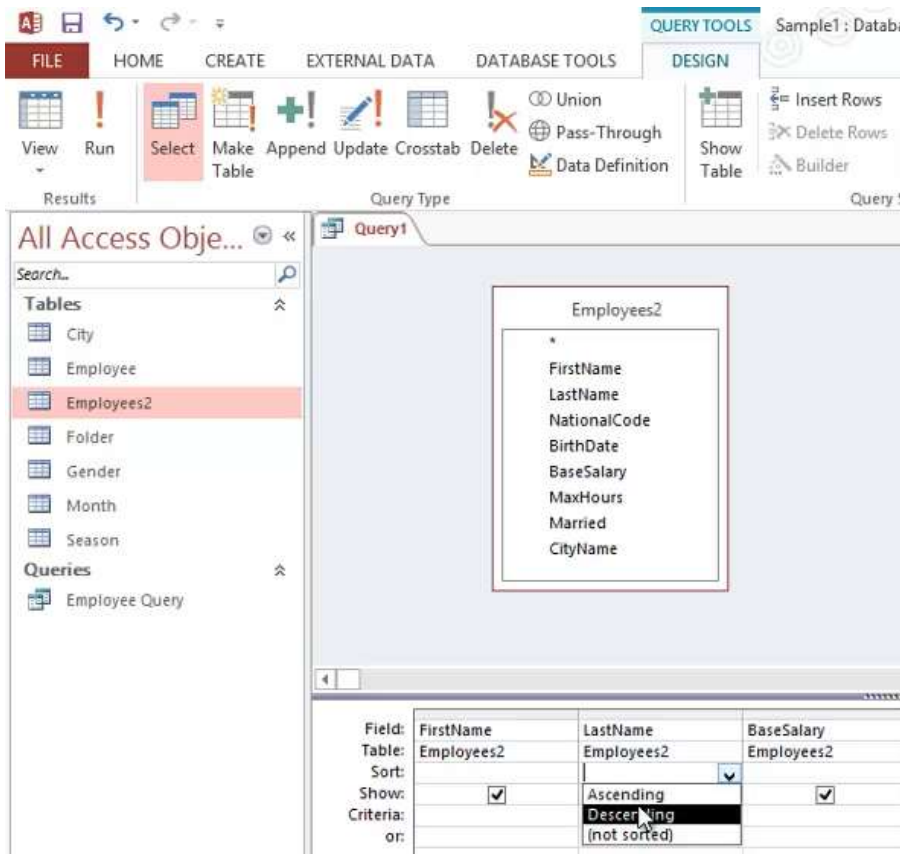 QUERY TOOLS Sample1 : Databa
FILE HOME CREATE EXTERNAL DATA DATABASE TOOLS DESIGN
View Run Select Make Table Append Update Crosstab Delete
Union
Pass-Through
Data Definition
Show Table
Insert Rows
Delete Rows
Builder
Results Query Type Query S
All Access Obje...
Search...
Tables
City
Employee
Employees2
Folder
Gender
Month
Season
Queries
Employee Query
Query1
Employees2
*
FirstName
LastName
NationalCode
BirthDate
BaseSalary
MaxHours
Married
CityName
Field: FirstName LastName BaseSalary
Table: Employees2 Employees2 Employees2
Sort:
Show: Ascending
Criteria: Descending
or: (not sorted)